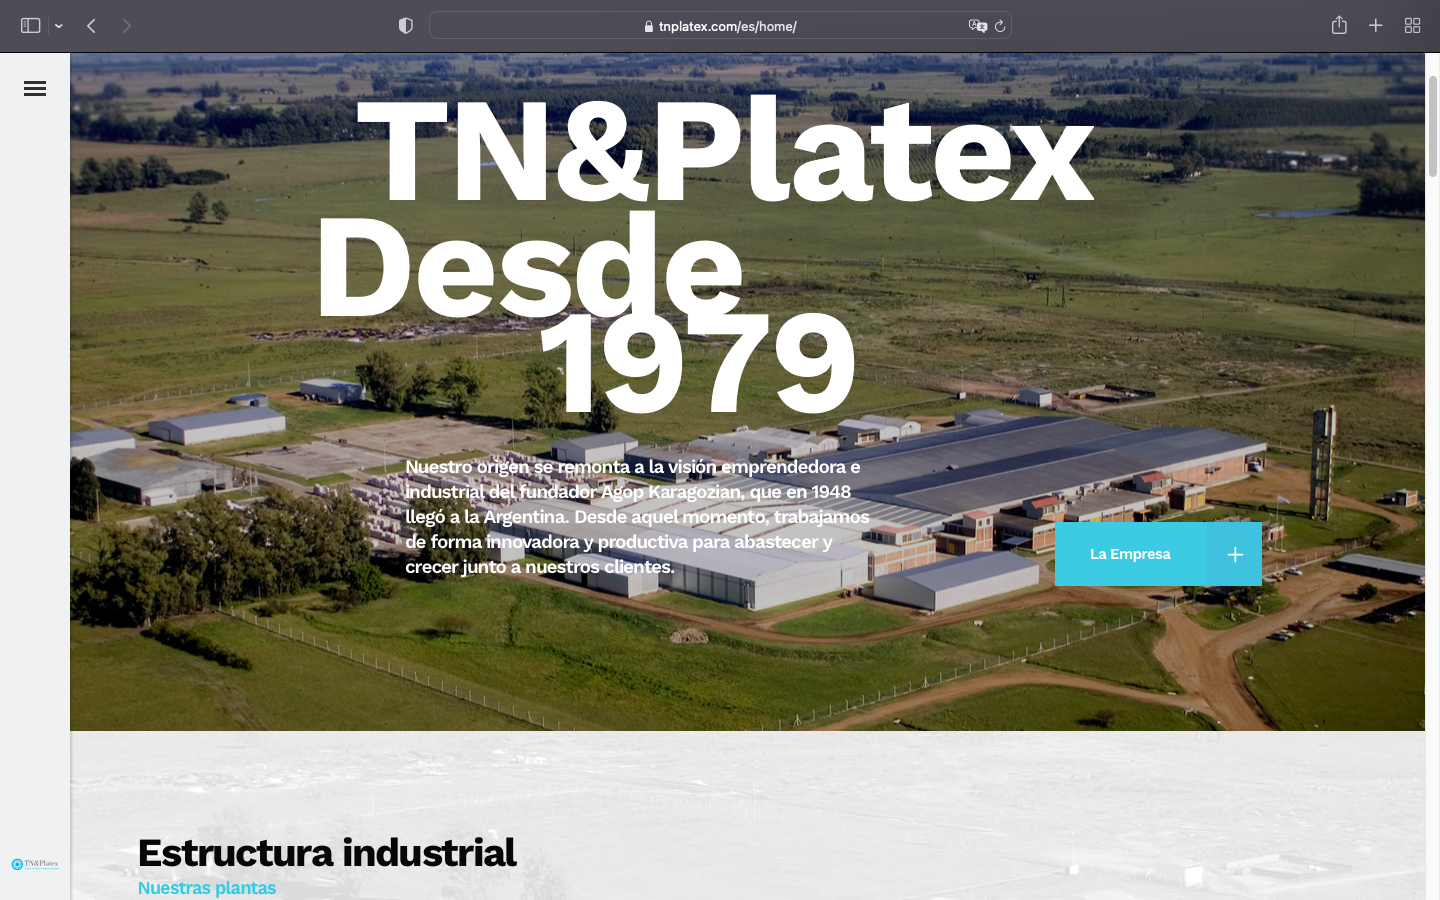 tnplatex.com/es/home/
TN&Platex
Desde
1979
Nuestro origen se remonta a la visión emprendedora e
industrial del fundador Agop Karagozian, que en 1948
llegó a la Argentina. Desde aquel momento, trabajamos
de forma innovadora y productiva para abastecer y
crecer junto a nuestros clientes.
La Empresa
Estructura industrial
TN&Platex
Nuestras plantas